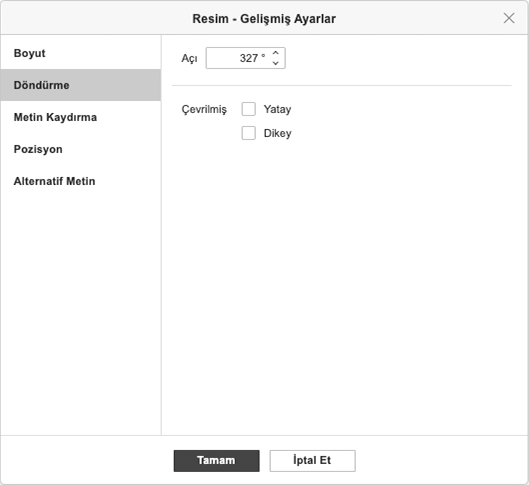 Resim - Gelişmiş Ayarlar
Boyut
Döndürme
Metin Kaydırma
Pozisyon
Alternatif Metin
Açı 327 °
Çevrilmiş Yatay
Dikey
Tamam İptal Et